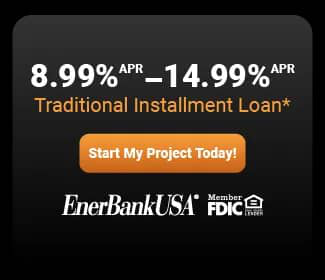 8.99% APR–14.99% APR
Traditional Installment Loan*
Start My Project Today!
EnerBankUSA® Member FDIC